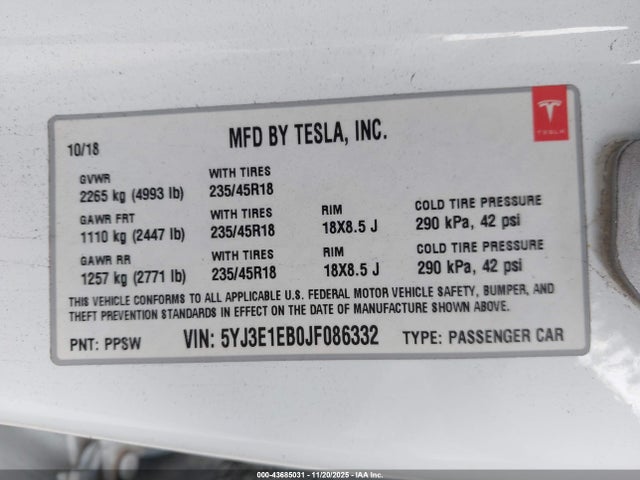 10/18 MFD BY TESLA, INC. TESLA
GVWR WITH TIRES
2265 kg (4993 lb) 235/45R18
GAWR FRT WITH TIRES RIM COLD TIRE PRESSURE
1110 kg (2447 lb) 235/45R18 18X8.5 J 290 kPa, 42 psi
GAWR RR WITH TIRES RIM COLD TIRE PRESSURE
1257 kg (2771 lb) 235/45R18 18X8.5 J 290 kPa, 42 psi
THIS VEHICLE CONFORMS TO ALL APPLICABLE U.S. FEDERAL MOTOR VEHICLE SAFETY, BUMPER, AND
THEFT PREVENTION STANDARDS IN EFFECT ON THE DATE OF MANUFACTURE SHOWN ABOVE.
PNT: PPSW VIN: 5YJ3E1EB0JF086332 TYPE: PASSENGER CAR
000-43685031 - 11/20/2025 - IAA Inc.